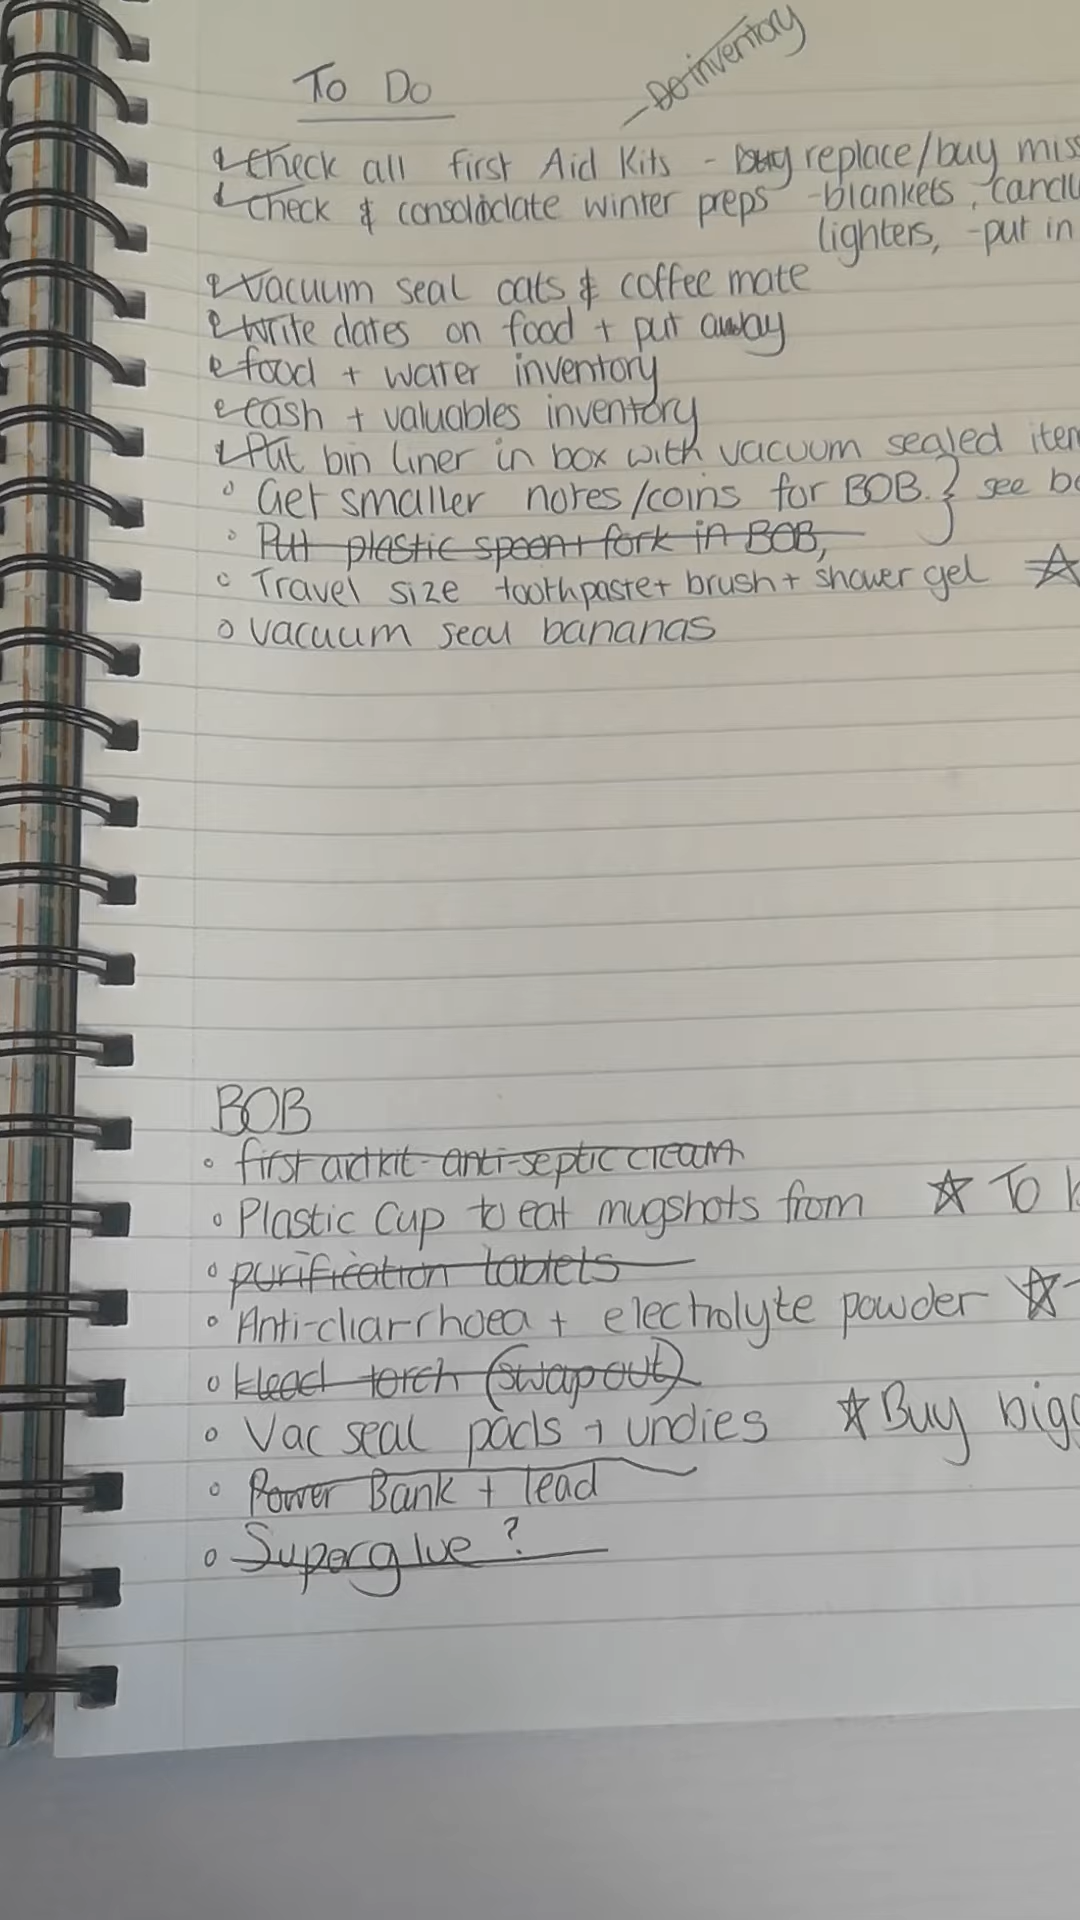 To Do
- Do inventory
Check all first Aid Kits - replace/buy miss
Check & consolidate winter preps - blankets, candl
lighters, - put in
Vacuum seal oats & coffee mate
Write dates on food + put away
food + water inventory
cash + valuables inventory
Put bin liner in box with vacuum sealed item
◦ Get smaller notes/coins for BOB. } see be
◦ Put plastic spoon + fork in BOB,
◦ Travel size toothpaste + brush + shower gel ☆
◦ Vacuum seal bananas
BOB
◦ first aid kit - anti-septic cream
◦ Plastic Cup to eat mugshots from ☆ To
◦ purification tablets
◦ Anti-diarrhoea + electrolyte powder ☆
◦ Head torch (swap out)
◦ Vac seal pads + undies ☆ Buy bigg
◦ Power Bank + lead
◦ Superglue ?